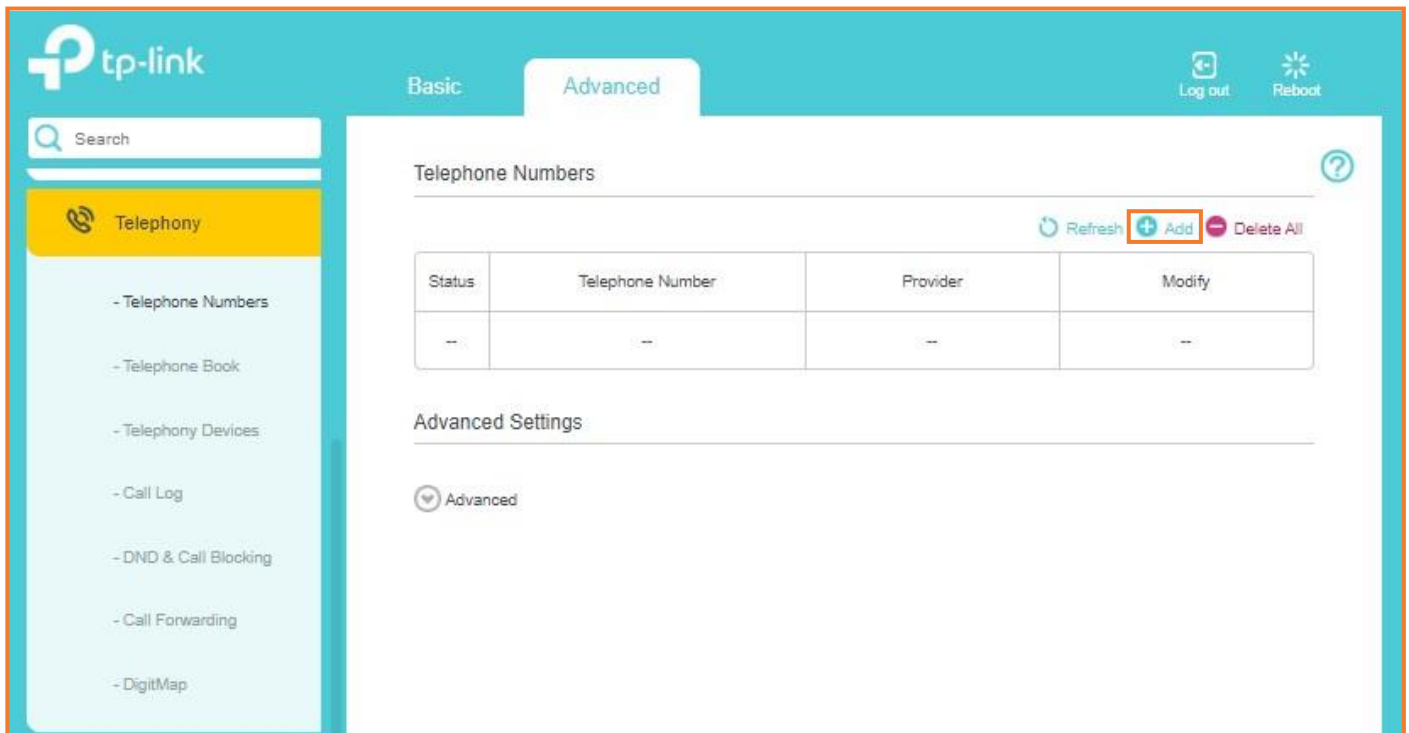 tp-link
Basic
Advanced
Log out
Reboot
Search
Telephony
- Telephone Numbers
- Telephone Book
- Telephony Devices
- Call Log
- DND & Call Blocking
- Call Forwarding
- DigitMap
Telephone Numbers
?
Refresh Add Delete All
Status Telephone Number Provider Modify
-- -- -- --
Advanced Settings
Advanced